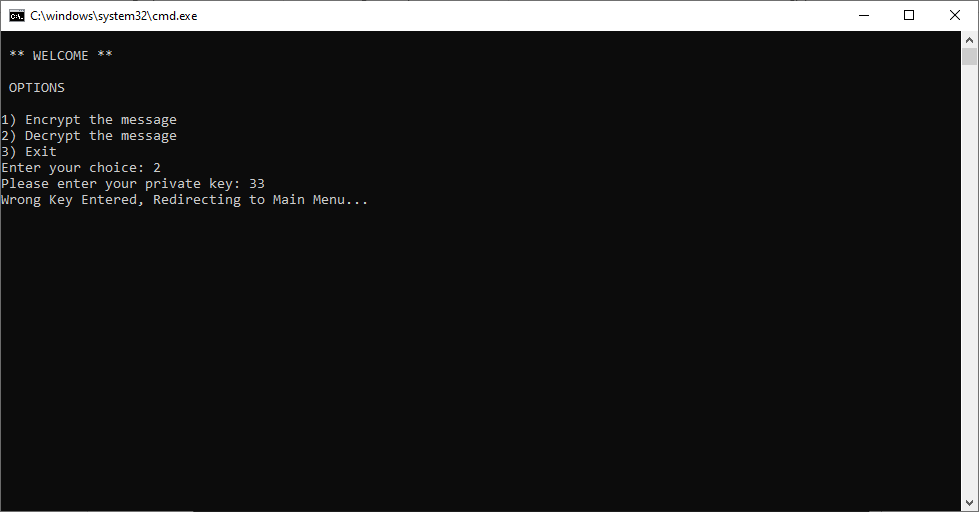 C:\windows\system32\cmd.exe
** WELCOME **
OPTIONS
1) Encrypt the message
2) Decrypt the message
3) Exit
Enter your choice: 2
Please enter your private key: 33
Wrong Key Entered, Redirecting to Main Menu...